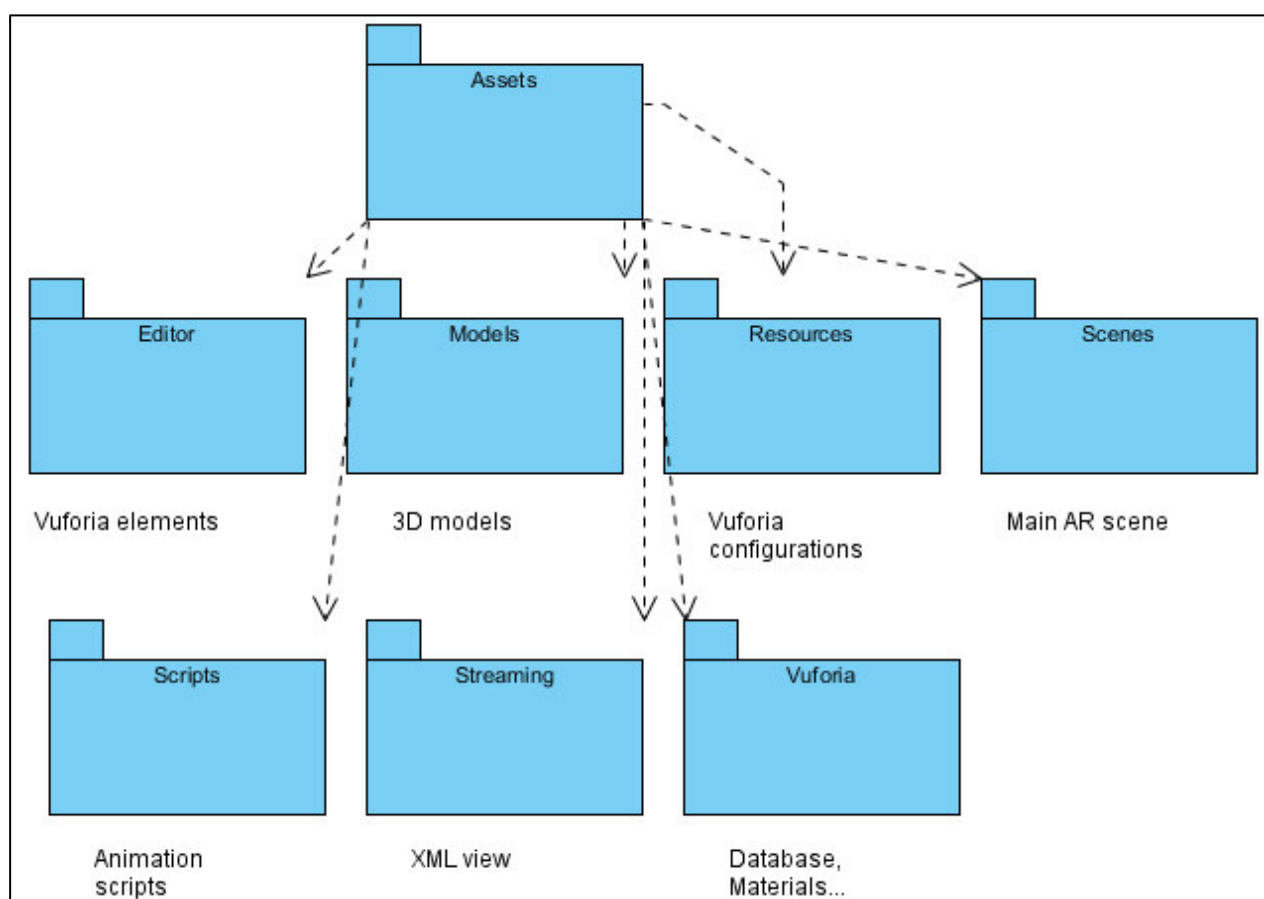 Assets
Editor
Models
Resources
Scenes
Vuforia elements
3D models
Vuforia
configurations
Main AR scene
Scripts
Streaming
Vuforia
Animation
scripts
XML view
Database,
Materials...